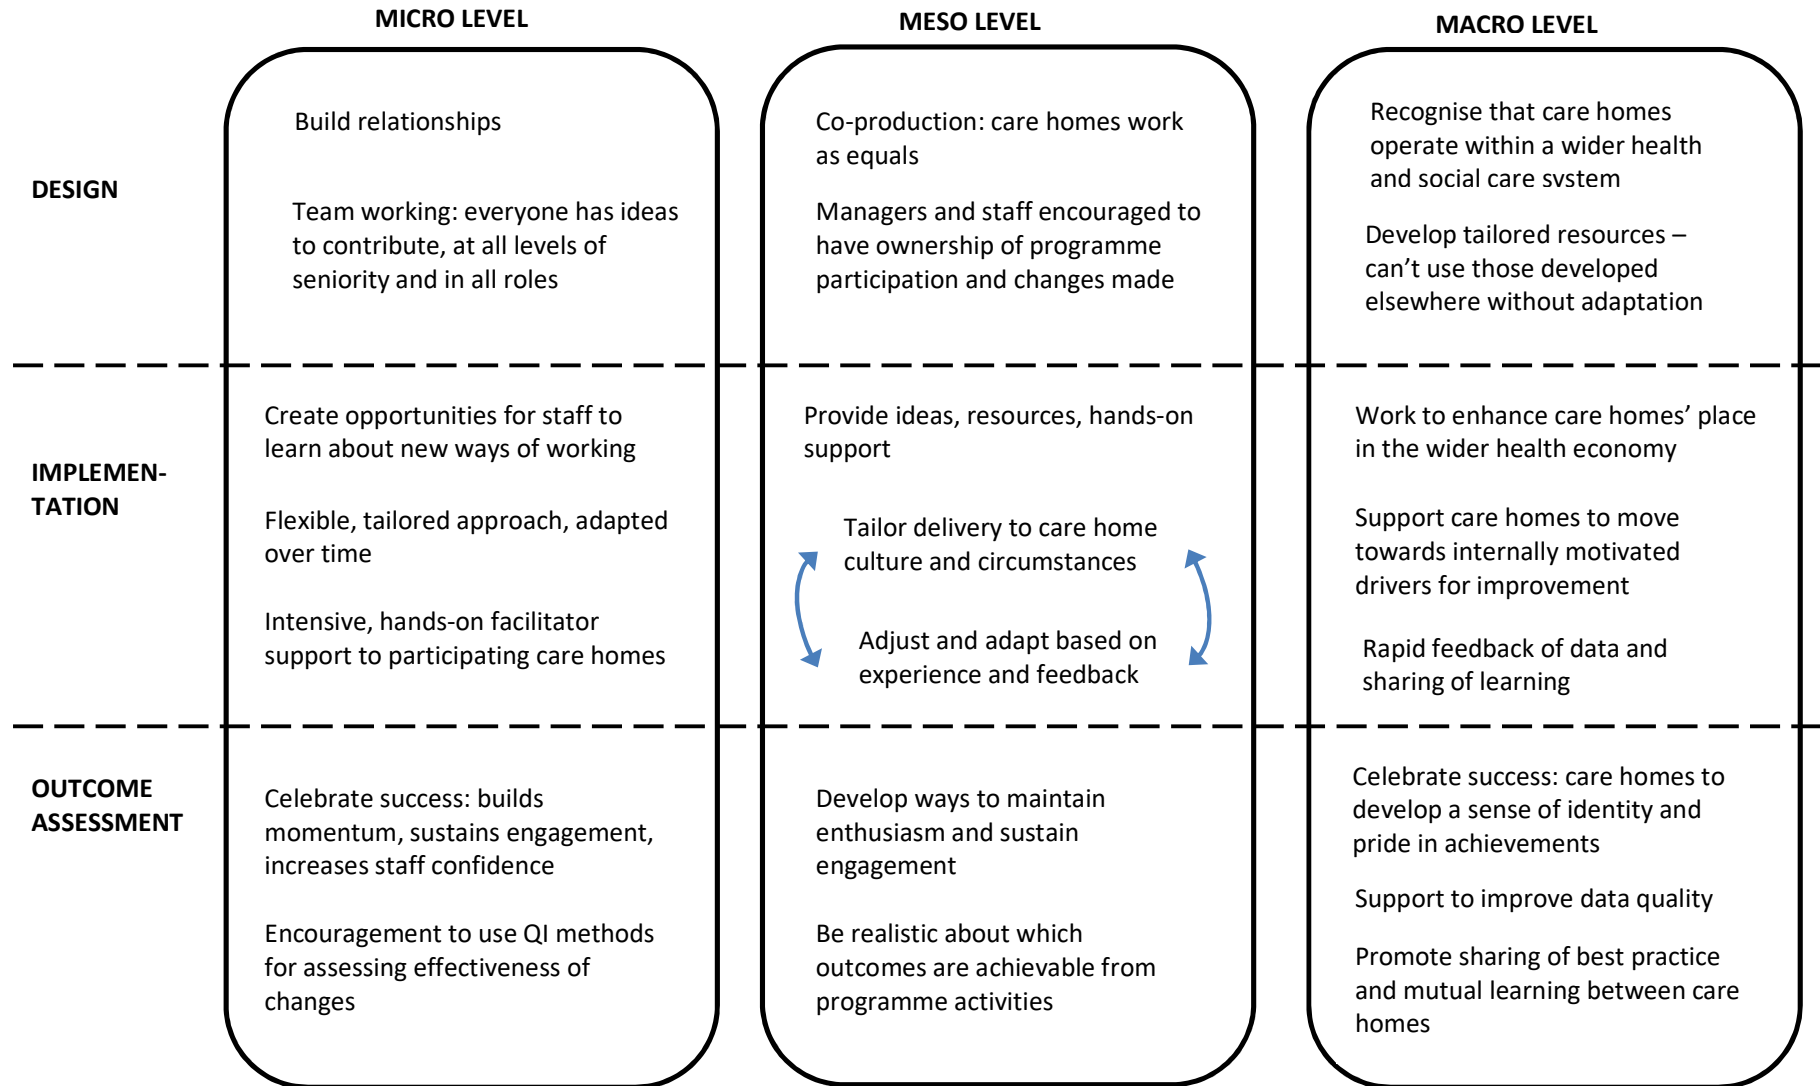 MICRO LEVEL
MESO LEVEL
MACRO LEVEL
DESIGN
Build relationships
Team working: everyone has ideas
to contribute, at all levels of
seniority and in all roles
Co-production: care homes work
as equals
Managers and staff encouraged to
have ownership of programme
participation and changes made
Recognise that care homes
operate within a wider health
and social care system
Develop tailored resources –
can’t use those developed
elsewhere without adaptation
IMPLEMEN-
TATION
Create opportunities for staff to
learn about new ways of working
Flexible, tailored approach, adapted
over time
Intensive, hands-on facilitator
support to participating care homes
Provide ideas, resources, hands-on
support
Tailor delivery to care home
culture and circumstances
Adjust and adapt based on
experience and feedback
Work to enhance care homes’ place
in the wider health economy
Support care homes to move
towards internally motivated
drivers for improvement
Rapid feedback of data and
sharing of learning
OUTCOME
ASSESSMENT
Celebrate success: builds
momentum, sustains engagement,
increases staff confidence
Encouragement to use QI methods
for assessing effectiveness of
changes
Develop ways to maintain
enthusiasm and sustain
engagement
Be realistic about which
outcomes are achievable from
programme activities
Celebrate success: care homes to
develop a sense of identity and
pride in achievements
Support to improve data quality
Promote sharing of best practice
and mutual learning between care
homes